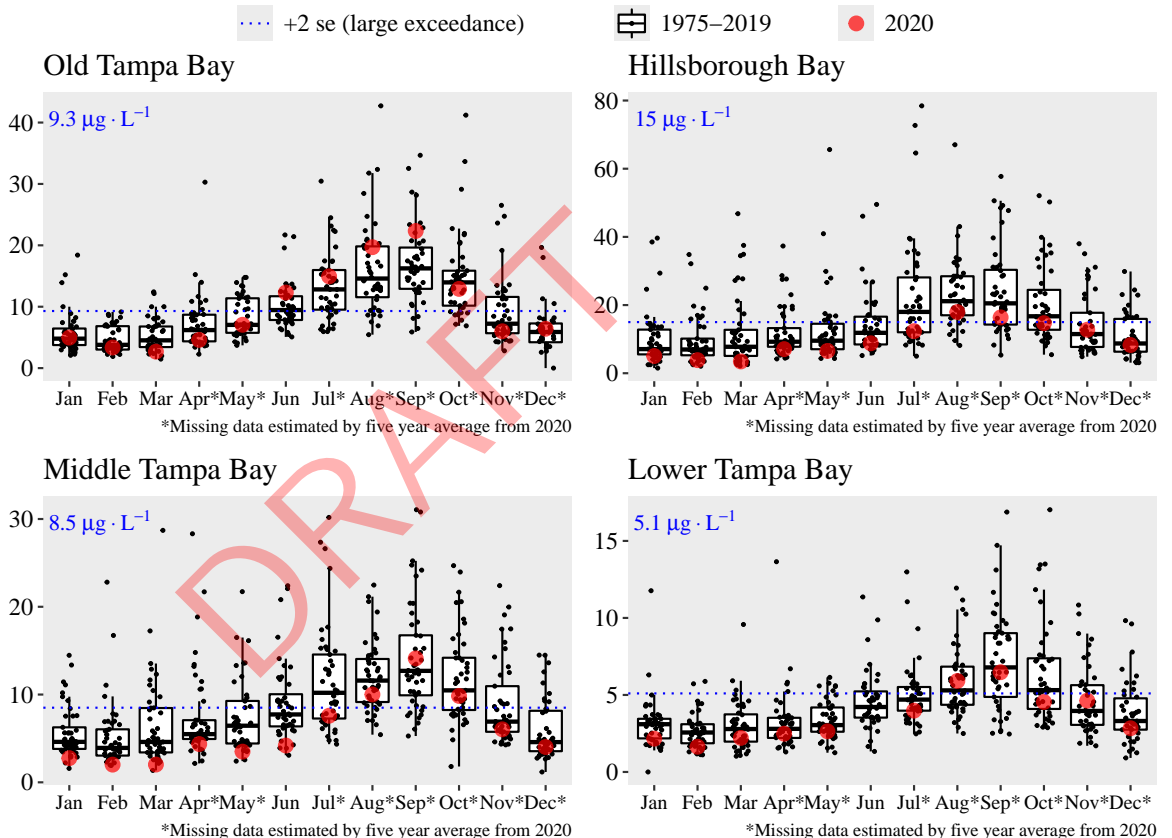 +2 se (large exceedance) 1975–2019 2020
Old Tampa Bay
9.3 µg · L⁻¹
40
30
20
10
0
Jan Feb Mar Apr* May* Jun Jul* Aug* Sep* Oct* Nov* Dec*
*Missing data estimated by five year average from 2020
Hillsborough Bay
15 µg · L⁻¹
80
60
40
20
0
Jan Feb Mar Apr* May* Jun Jul* Aug* Sep* Oct* Nov* Dec*
*Missing data estimated by five year average from 2020
Middle Tampa Bay
8.5 µg · L⁻¹
30
20
10
0
Jan Feb Mar Apr* May* Jun Jul* Aug* Sep* Oct* Nov* Dec*
*Missing data estimated by five year average from 2020
Lower Tampa Bay
5.1 µg · L⁻¹
15
10
5
0
Jan Feb Mar Apr* May* Jun Jul* Aug* Sep* Oct* Nov* Dec*
*Missing data estimated by five year average from 2020
DRAFT